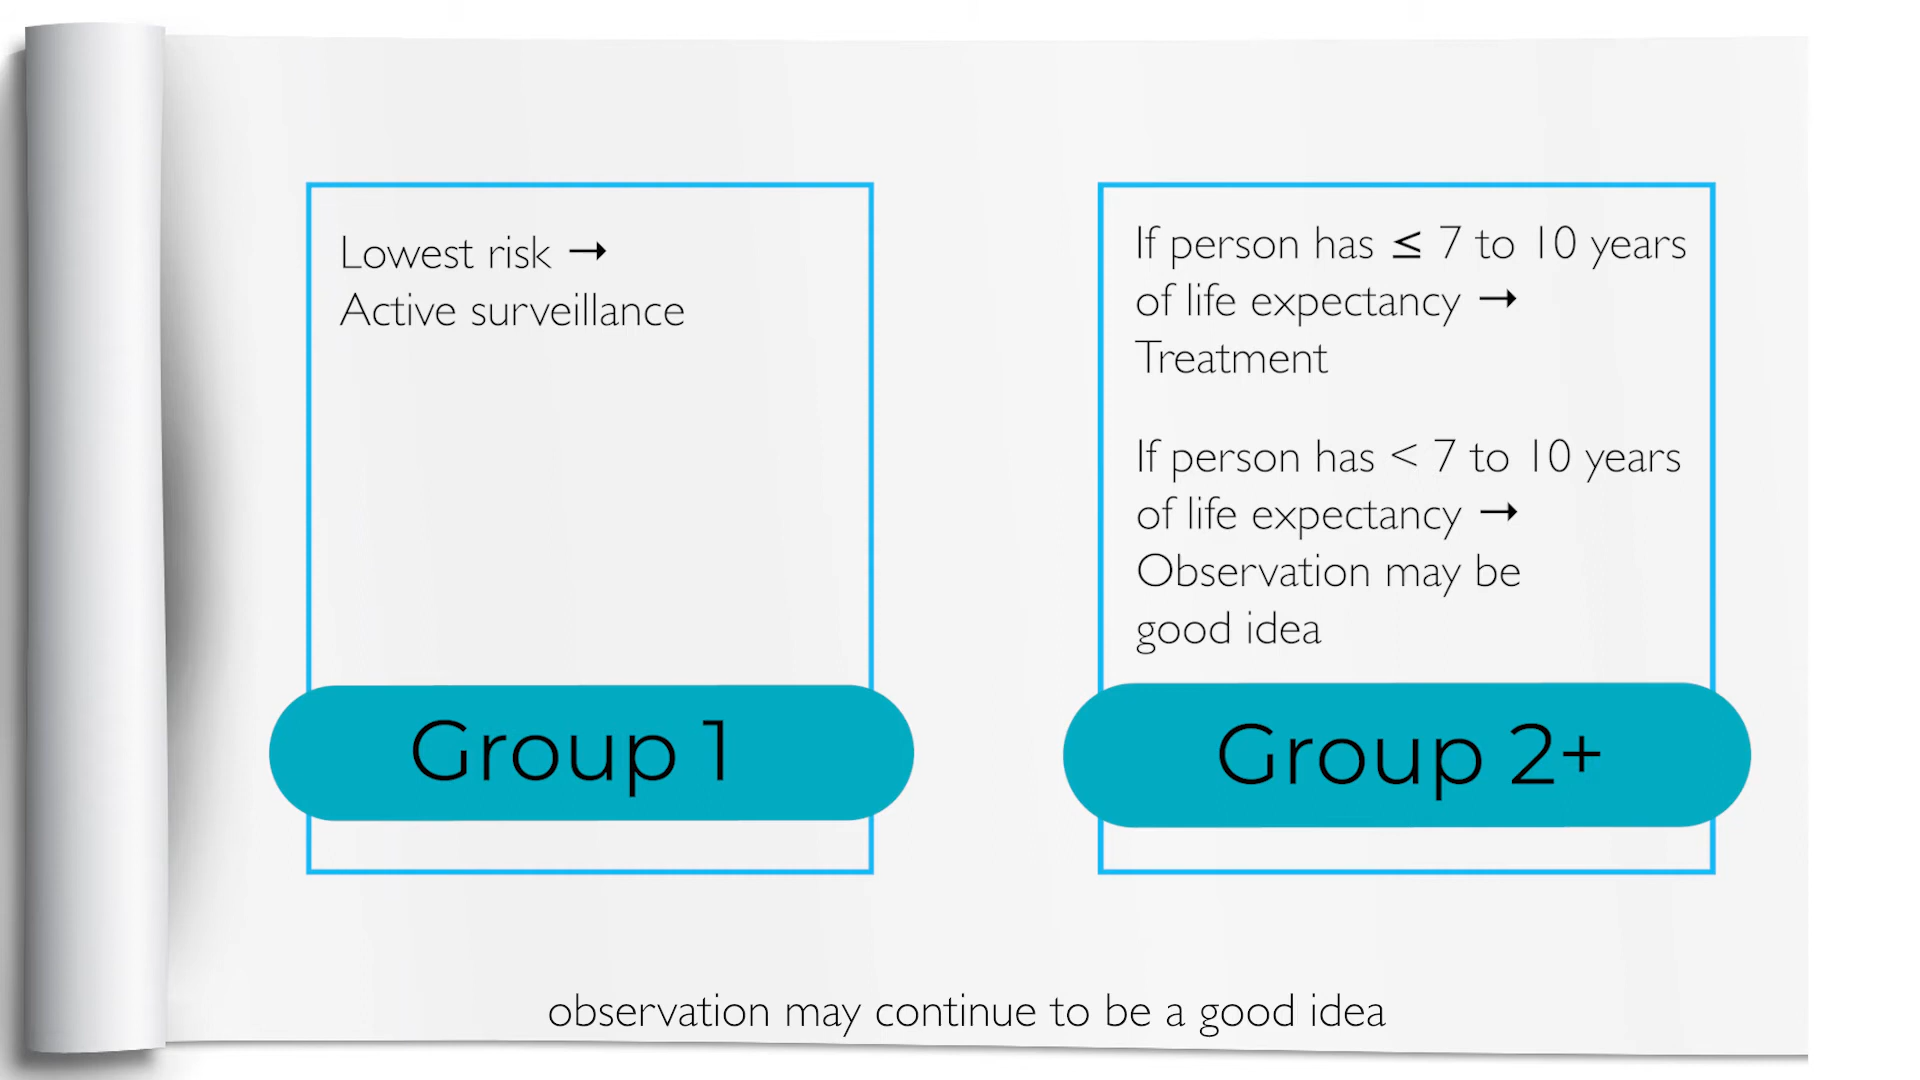 Lowest risk →
Active surveillance
Group 1
If person has ≤ 7 to 10 years
of life expectancy →
Treatment
If person has < 7 to 10 years
of life expectancy →
Observation may be
good idea
Group 2+
observation may continue to be a good idea